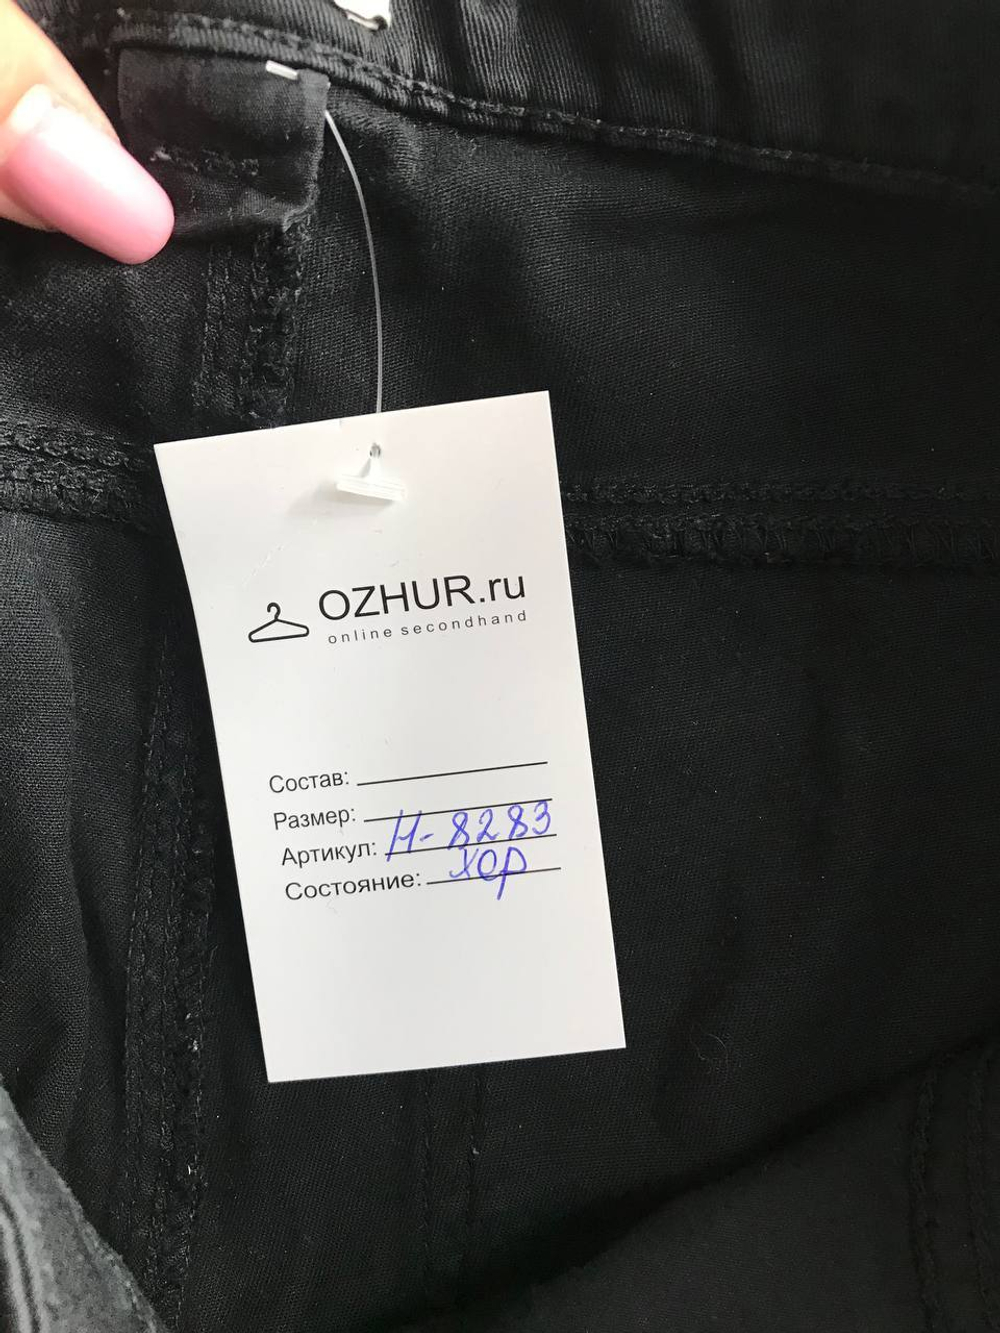 OZHUR.ru
online secondhand
Состав:
Размер:
Артикул: Н-8283
Состояние: хор